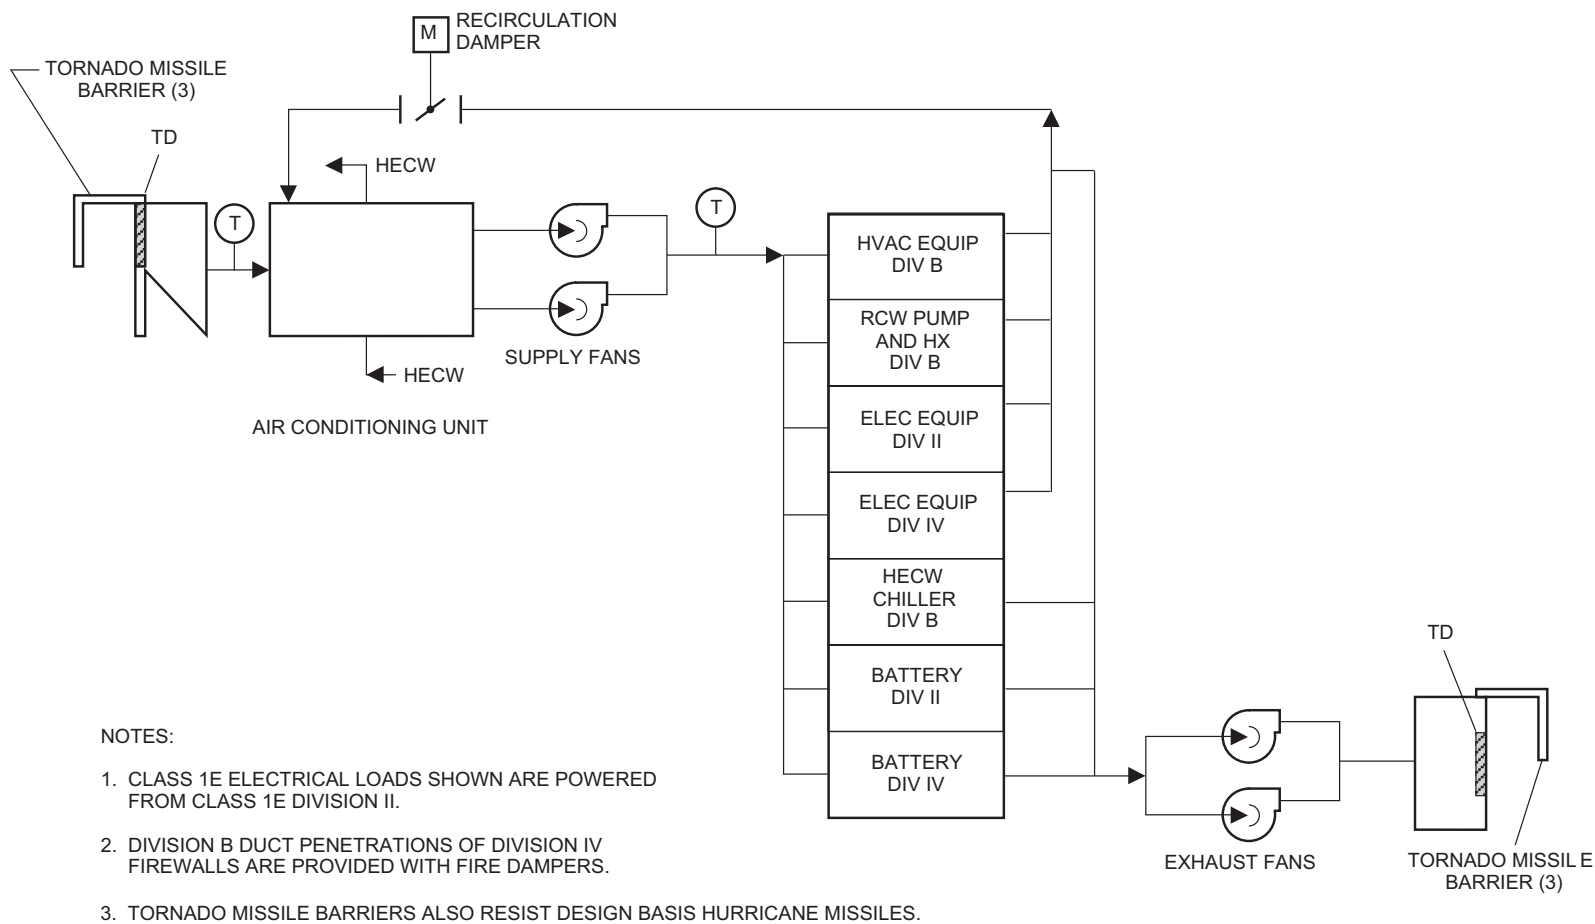 M
RECIRCULATION
DAMPER
TORNADO MISSILE
BARRIER (3)
TD
HECW
T
T
HECW
SUPPLY FANS
AIR CONDITIONING UNIT
HVAC EQUIP
DIV B
RCW PUMP
AND HX
DIV B
ELEC EQUIP
DIV II
ELEC EQUIP
DIV IV
HECW
CHILLER
DIV B
BATTERY
DIV II
BATTERY
DIV IV
TD
EXHAUST FANS
TORNADO MISSIL E
BARRIER (3)
NOTES:
1. CLASS 1E ELECTRICAL LOADS SHOWN ARE POWERED
FROM CLASS 1E DIVISION II.
2. DIVISION B DUCT PENETRATIONS OF DIVISION IV
FIREWALLS ARE PROVIDED WITH FIRE DAMPERS.
3. TORNADO MISSILE BARRIERS ALSO RESIST DESIGN BASIS HURRICANE MISSILES.